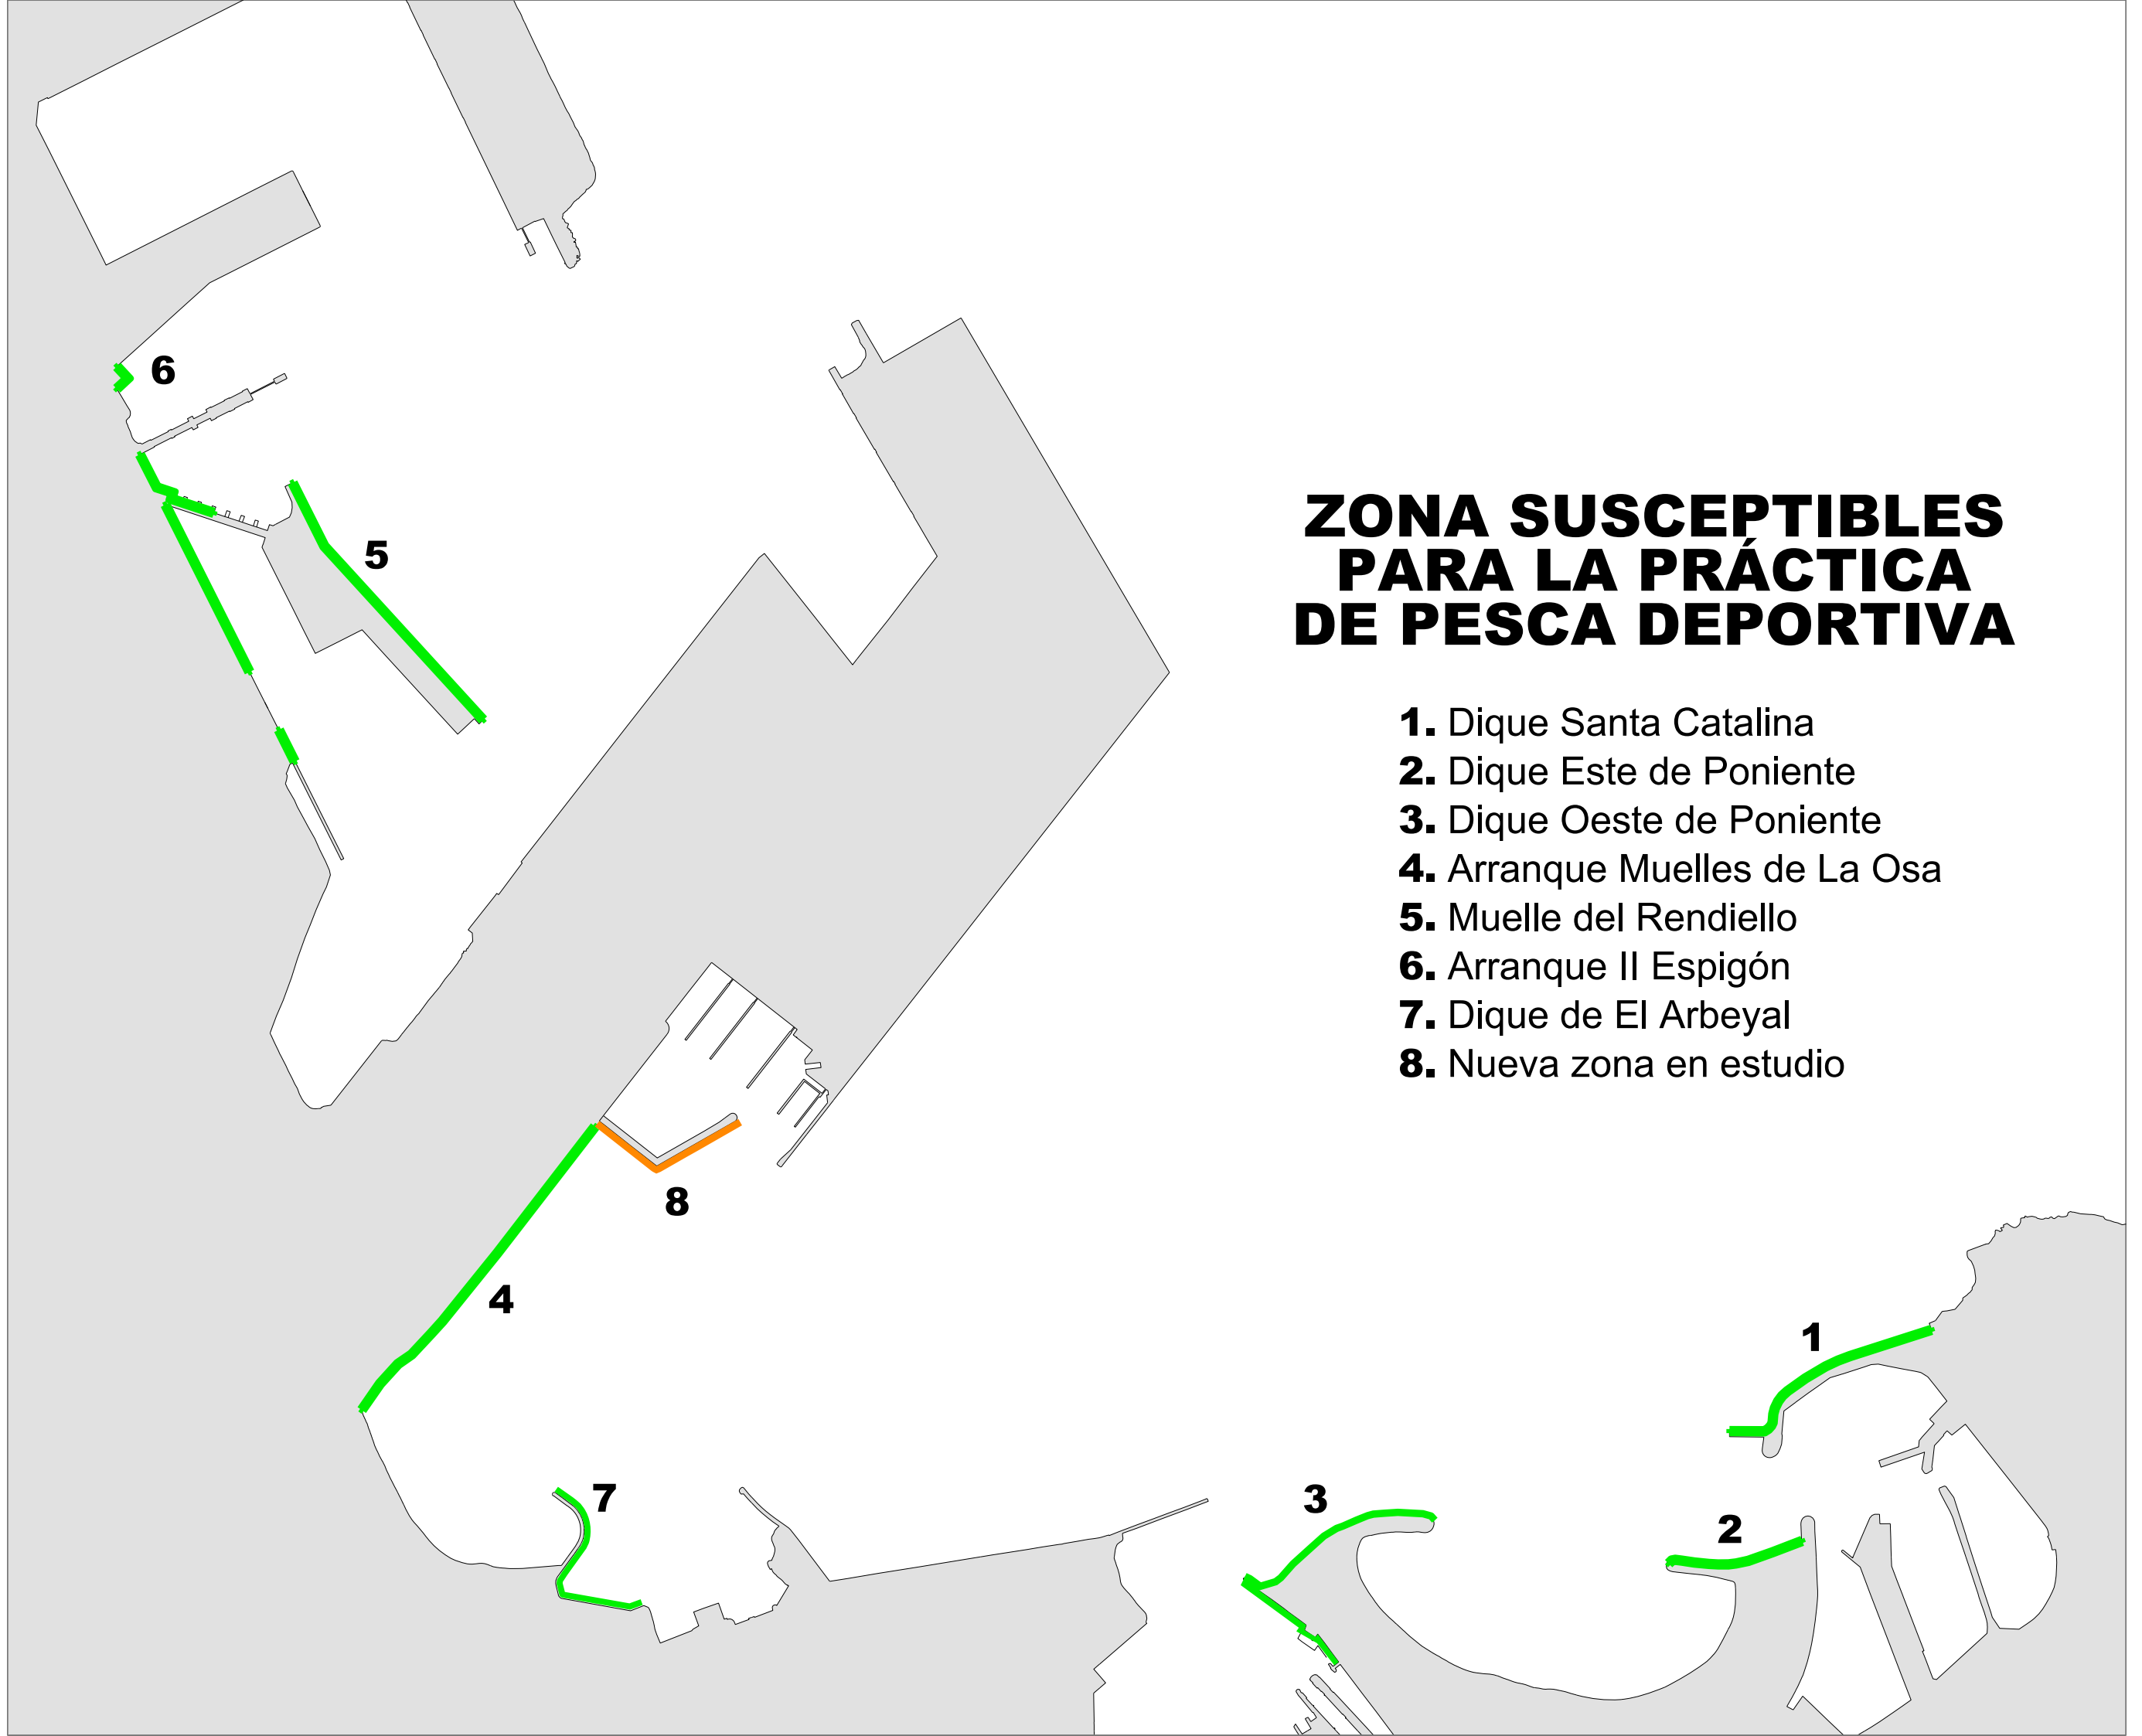 ZONA SUSCEPTIBLES
PARA LA PRÁCTICA
DE PESCA DEPORTIVA
1. Dique Santa Catalina
2. Dique Este de Poniente
3. Dique Oeste de Poniente
4. Arranque Muelles de La Osa
5. Muelle del Rendiello
6. Arranque II Espigón
7. Dique de El Arbeyal
8. Nueva zona en estudio
6
5
8
4
1
7
3
2